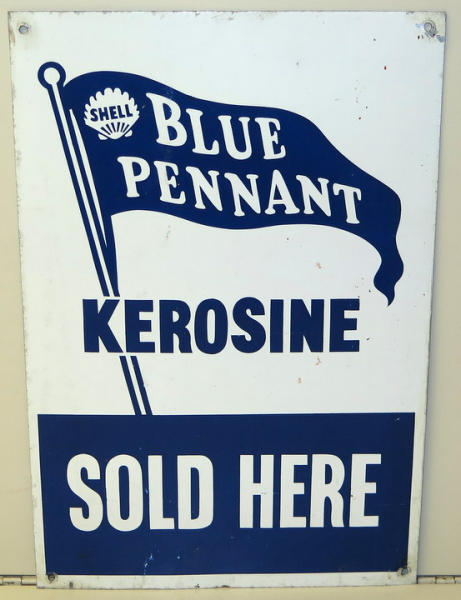 SHELL
BLUE
PENNANT
KEROSINE
SOLD HERE